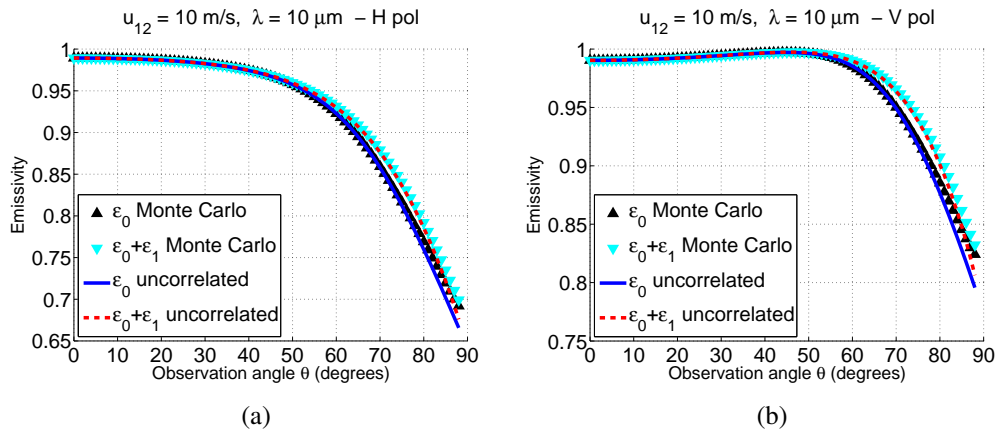 u12 = 10 m/s, λ = 10 μm − H pol
1
0.95
0.9
0.85
0.8
0.75
0.7
0.65
Emissivity
ε0 Monte Carlo
ε0+ε1 Monte Carlo
ε0 uncorrelated
ε0+ε1 uncorrelated
0 10 20 30 40 50 60 70 80 90
Observation angle θ (degrees)
(a)
u12 = 10 m/s, λ = 10 μm − V pol
1
0.95
0.9
0.85
0.8
0.75
Emissivity
ε0 Monte Carlo
ε0+ε1 Monte Carlo
ε0 uncorrelated
ε0+ε1 uncorrelated
0 10 20 30 40 50 60 70 80 90
Observation angle θ (degrees)
(b)